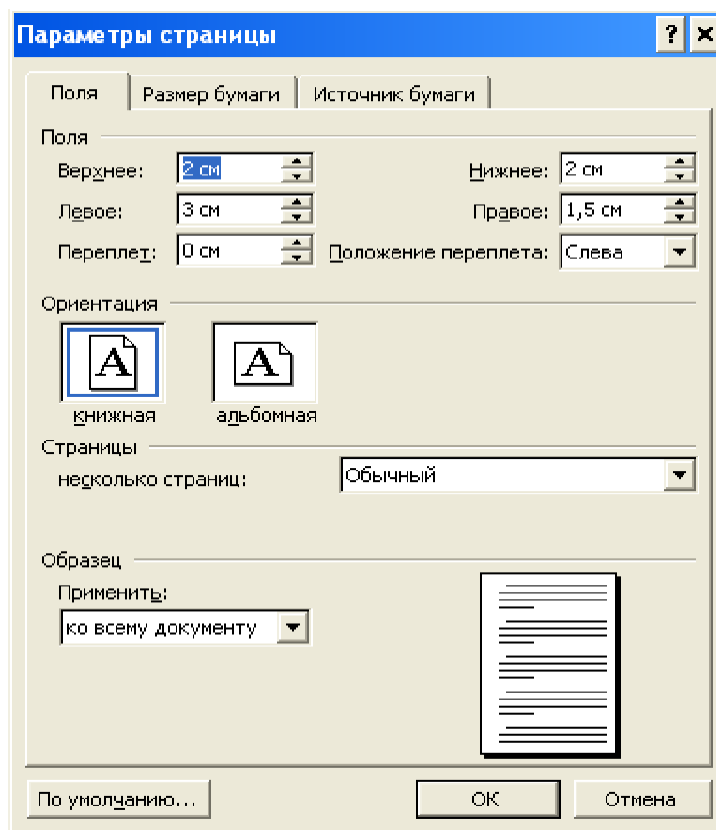 Параметры страницы
Поля Размер бумаги Источник бумаги
Поля
Верхнее: 2 см Нижнее: 2 см
Левое: 3 см Правое: 1,5 см
Переплет: 0 см Положение переплета: Слева
Ориентация
A A
книжная альбомная
Страницы
несколько страниц: Обычный
Образец
Применить:
ко всему документу
По умолчанию... ОК Отмена